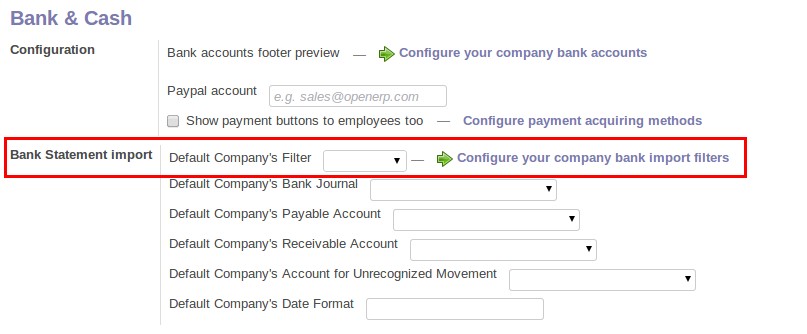 Bank & Cash
Configuration Bank accounts footer preview — Configure your company bank accounts
Paypal account e.g. sales@openerp.com
Show payment buttons to employees too — Configure payment acquiring methods
Bank Statement import Default Company's Filter — Configure your company bank import filters
Default Company's Bank Journal
Default Company's Payable Account
Default Company's Receivable Account
Default Company's Account for Unrecognized Movement
Default Company's Date Format